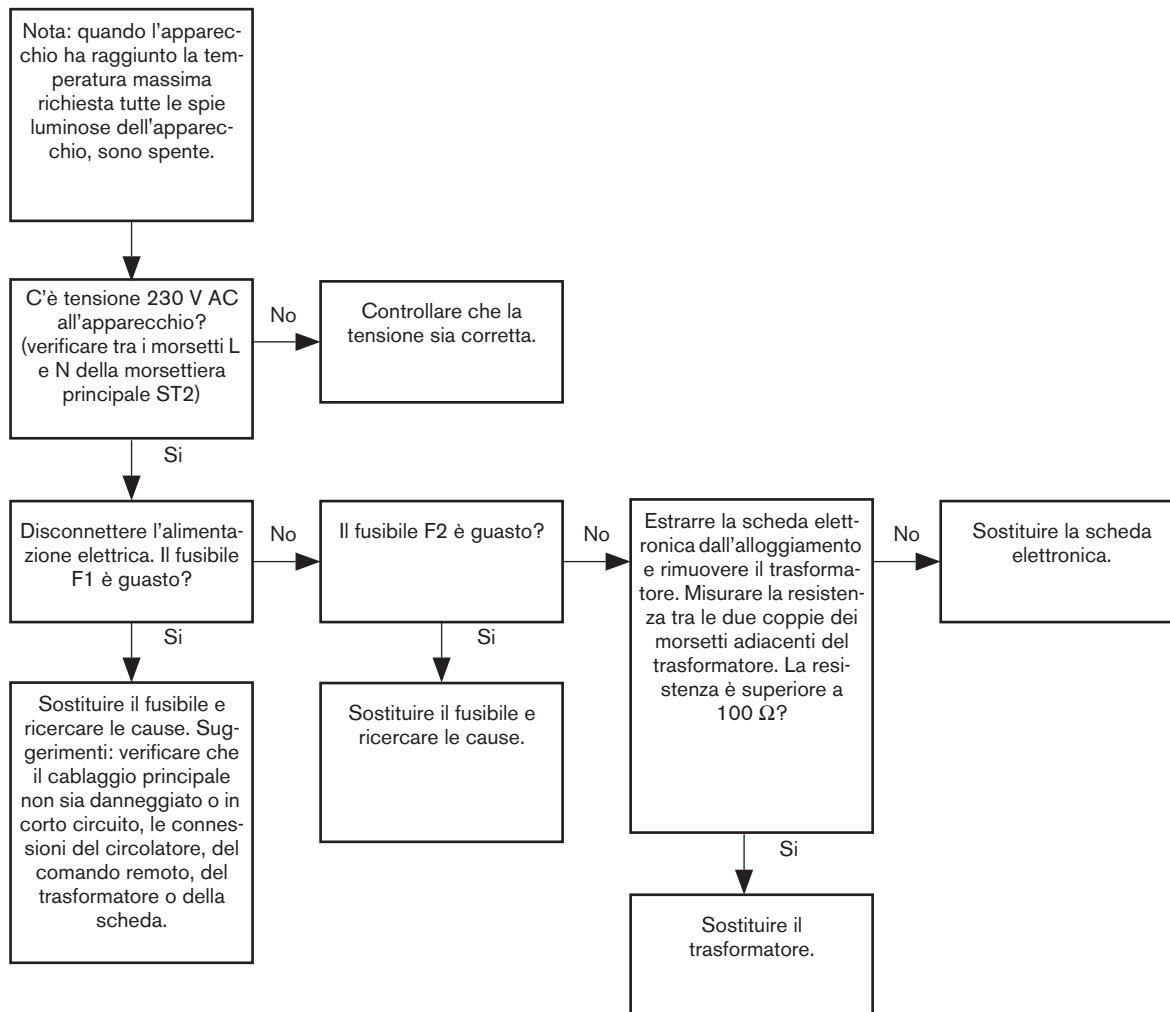 Nota: quando l'apparec-
chio ha raggiunto la tem-
peratura massima
richiesta tutte le spie
luminose dell'apparec-
chio, sono spente.
C'è tensione 230 V AC
all'apparecchio?
(verificare tra i morsetti L
e N della morsettiera
principale ST2)
No
Controllare che la
tensione sia corretta.
Si
Disconnettere l'alimenta-
zione elettrica. Il fusibile
F1 è guasto?
No
Il fusibile F2 è guasto?
No
Estrarre la scheda elett-
ronica dall'alloggiamento
e rimuovere il trasforma-
tore. Misurare la resisten-
za tra le due coppie dei
morsetti adiacenti del
trasformatore. La resi-
stenza è superiore a
100 Ω?
No
Sostituire la scheda
elettronica.
Si
Sostituire il fusibile e
ricercare le cause. Sug-
gerimenti: verificare che
il cablaggio principale
non sia danneggiato o in
corto circuito, le connes-
sioni del circolatore, del
comando remoto, del
trasformatore o della
scheda.
Si
Sostituire il fusibile e
ricercare le cause.
Si
Sostituire il
trasformatore.